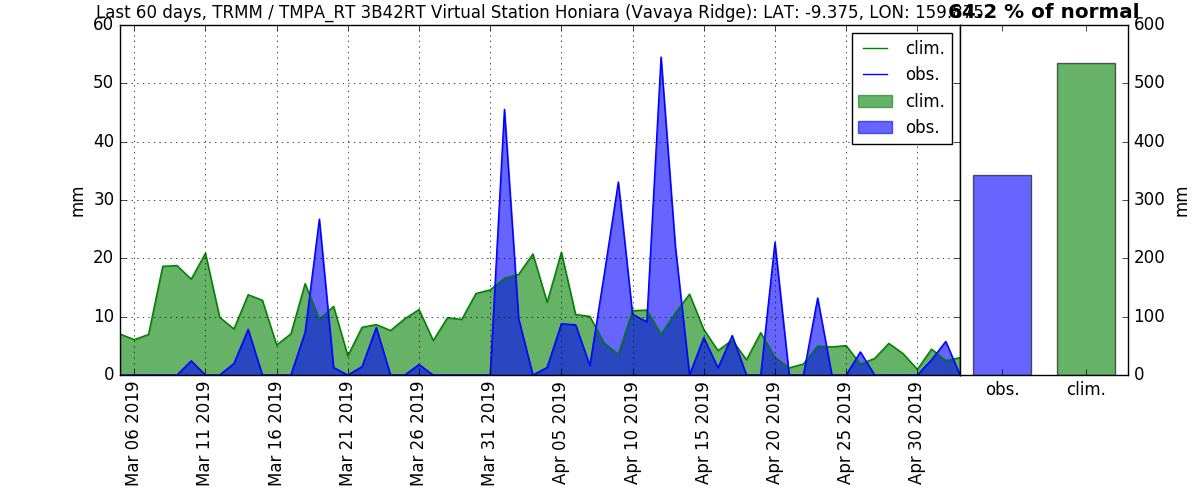 Last 60 days, TRMM / TMPA_RT 3B42RT Virtual Station Honiara (Vavaya Ridge): LAT: -9.375, LON:
64.2 % of normal
60
50
40
30
20
10
0
mm
clim.
obs.
clim.
obs.
600
500
400
300
200
100
0
mm
Mar 06 2019
Mar 11 2019
Mar 16 2019
Mar 21 2019
Mar 26 2019
Mar 31 2019
Apr 05 2019
Apr 10 2019
Apr 15 2019
Apr 20 2019
Apr 25 2019
Apr 30 2019
obs.
clim.